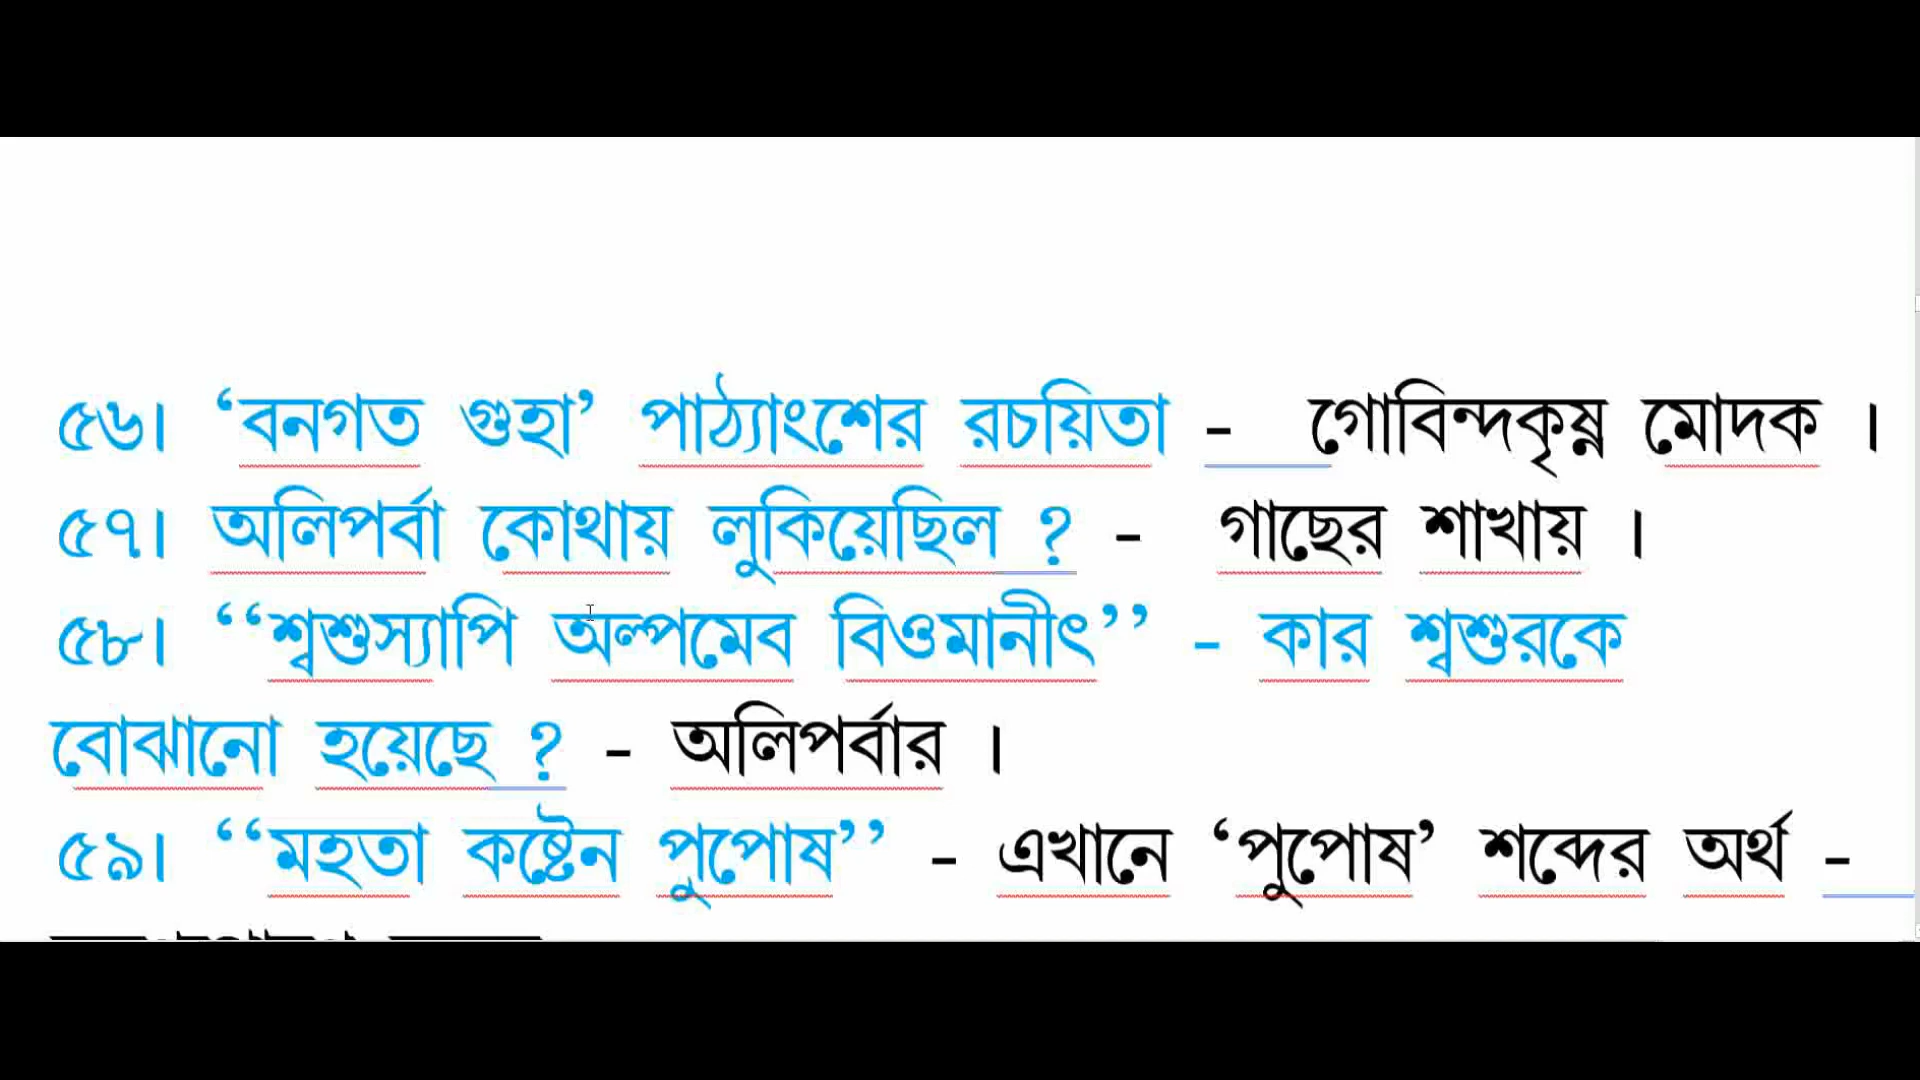 ৫৬। ‘বনগত গুহা’ পাঠ্যাংশের রচয়িতা - গোবিন্দকৃষ্ণ মোদক ।
৫৭। অলিপর্বা কোথায় লুকিয়েছিল ? - গাছের শাখায় ।
৫৮। ‘‘শ্বশুস্যাপি অল্পমেব বিওমানীৎ’’ - কার শ্বশুরকে
বোঝানো হয়েছে ? - অলিপর্বার ।
৫৯। ‘‘মহতা কষ্টেন পুপোষ’’ - এখানে ‘পুপোষ’ শব্দের অর্থ -